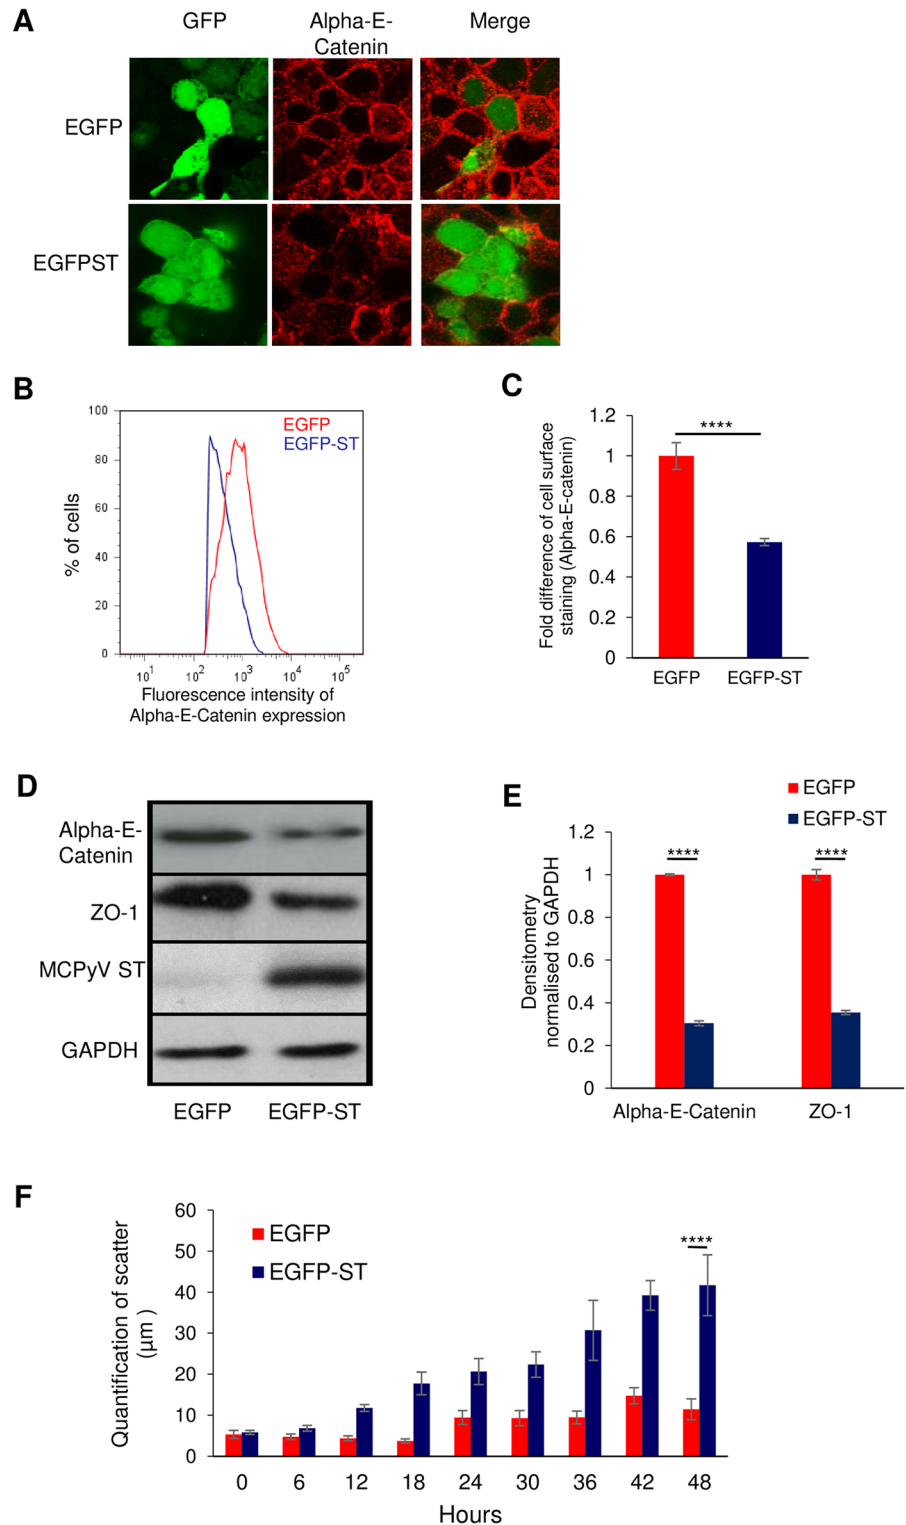 A
GFP
Alpha-E-
Catenin
Merge
EGFP
EGFPST
B
% of cells
100
80
60
40
20
0
EGFP
EGFP-ST
10¹ 10² 10³ 10⁴ 10⁵
Fluorescence intensity of
Alpha-E-Catenin expression
C
Fold difference of cell surface
staining (Alpha-E-catenin)
1.2
1
0.8
0.6
0.4
0.2
0
****
EGFP EGFP-ST
D
Alpha-E-
Catenin
ZO-1
MCPyV ST
GAPDH
EGFP EGFP-ST
E
EGFP
EGFP-ST
Densitometry
normalised to GAPDH
1.2
1
0.8
0.6
0.4
0.2
0
**** ****
Alpha-E-Catenin ZO-1
F
Quantification of scatter
(µm )
60
50
40
30
20
10
0
EGFP
EGFP-ST
****
0 6 12 18 24 30 36 42 48
Hours